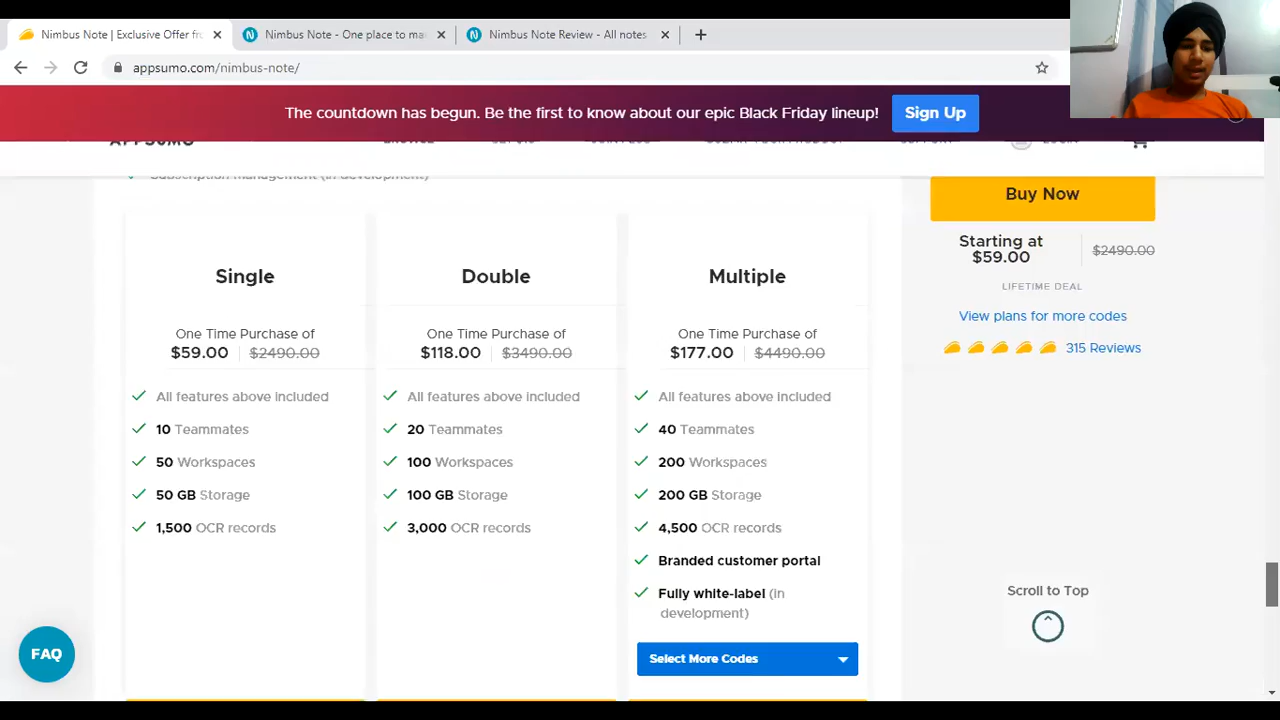 Nimbus Note | Exclusive Offer fr
Nimbus Note - One place to ma
Nimbus Note Review - All notes
appsumo.com/nimbus-note/
The countdown has begun. Be the first to know about our epic Black Friday lineup!
Sign Up
Subscription management (in development)
Buy Now
Starting at
$59.00
$2490.00
LIFETIME DEAL
View plans for more codes
315 Reviews
Single
One Time Purchase of
$59.00 $2490.00
All features above included
10 Teammates
50 Workspaces
50 GB Storage
1,500 OCR records
Double
One Time Purchase of
$118.00 $3490.00
All features above included
20 Teammates
100 Workspaces
100 GB Storage
3,000 OCR records
Multiple
One Time Purchase of
$177.00 $4490.00
All features above included
40 Teammates
200 Workspaces
200 GB Storage
4,500 OCR records
Branded customer portal
Fully white-label (in
development)
Select More Codes
Scroll to Top
FAQ